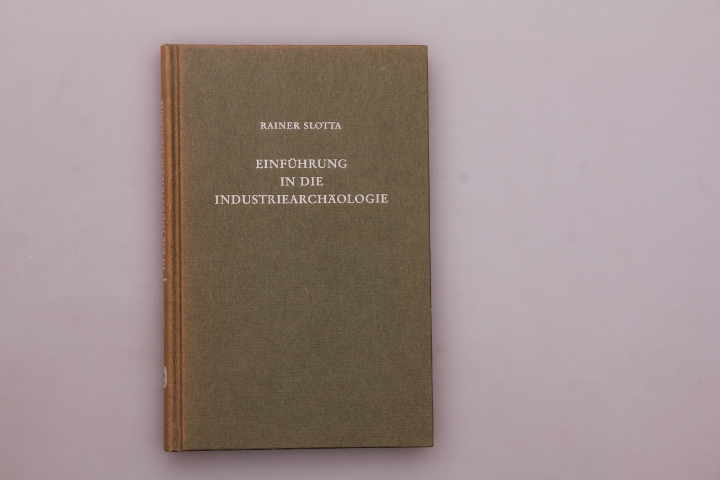 RAINER SLOTTA
EINFÜHRUNG
IN DIE
INDUSTRIEARCHÄOLOGIE